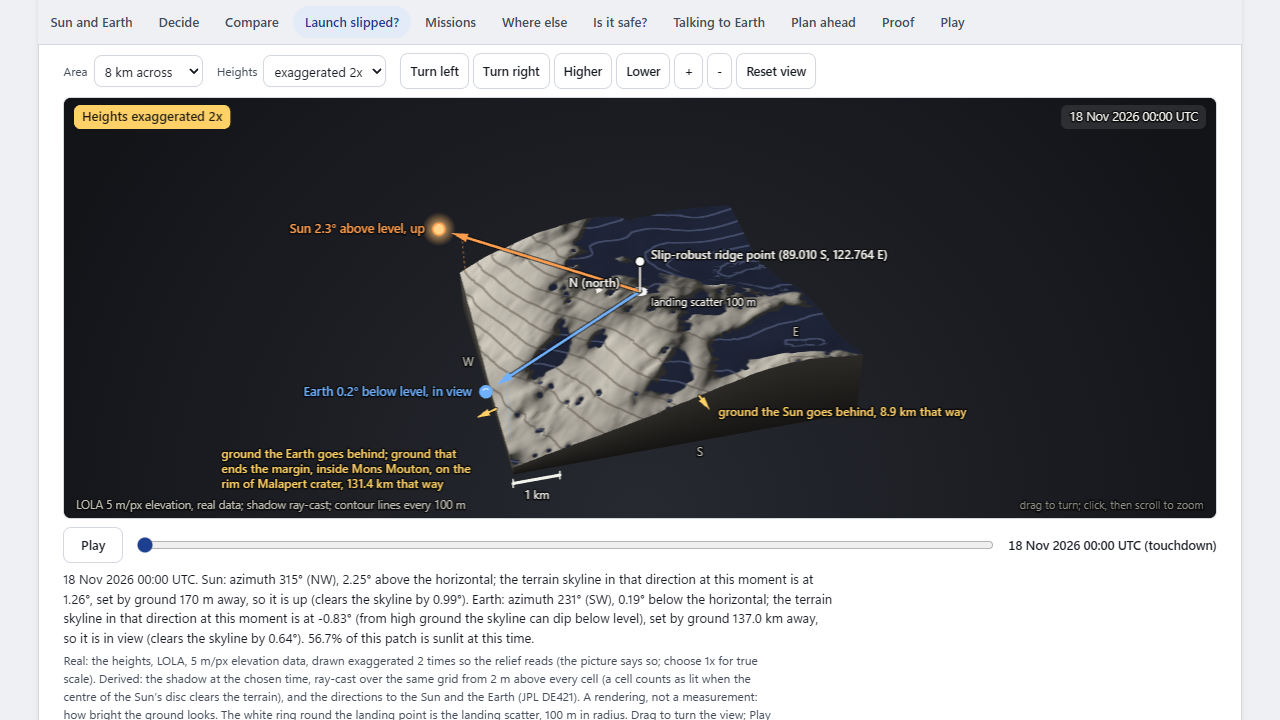 Sun and Earth Decide Compare Launch slipped? Missions Where else Is it safe? Talking to Earth Plan ahead Proof Play
Area 8 km across Heights exaggerated 2x Turn left Turn right Higher Lower + - Reset view
Heights exaggerated 2x
18 Nov 2026 00:00 UTC
Sun 2.3° above level, up
Slip-robust ridge point (89.010 S, 122.764 E)
N (north)
landing scatter 100 m
E
W
Earth 0.2° below level, in view
ground the Sun goes behind, 8.9 km that way
ground the Earth goes behind; ground that
ends the margin, inside Mons Mouton, on the
rim of Malapert crater, 131.4 km that way
S
1 km
LOLA 5 m/px elevation, real data; shadow ray-cast; contour lines every 100 m
drag to turn; click, then scroll to zoom
Play
18 Nov 2026 00:00 UTC (touchdown)
18 Nov 2026 00:00 UTC. Sun: azimuth 315° (NW), 2.25° above the horizontal; the terrain skyline in that direction at this moment is at
1.26°, set by ground 170 m away, so it is up (clears the skyline by 0.99°). Earth: azimuth 231° (SW), 0.19° below the horizontal; the terrain
skyline in that direction at this moment is at -0.83° (from high ground the skyline can dip below level), set by ground 137.0 km away,
so it is in view (clears the skyline by 0.64°). 56.7% of this patch is sunlit at this time.
Real: the heights, LOLA, 5 m/px elevation data, drawn exaggerated 2 times so the relief reads (the picture says so; choose 1x for true
scale). Derived: the shadow at the chosen time, ray-cast over the same grid from 2 m above every cell (a cell counts as lit when the
centre of the Sun's disc clears the terrain), and the directions to the Sun and the Earth (JPL DE421). A rendering, not a measurement:
how bright the ground looks. The white ring round the landing point is the landing scatter, 100 m in radius. Drag to turn the view; Play